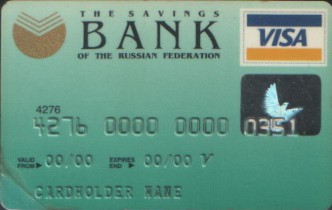 THE SAVINGS
BANK
OF THE RUSSIAN FEDERATION
VISA
4276
4276 0000 0000 0351
VALID FROM 00/00 EXPIRES END 00/00 V
CARDHOLDER NAME